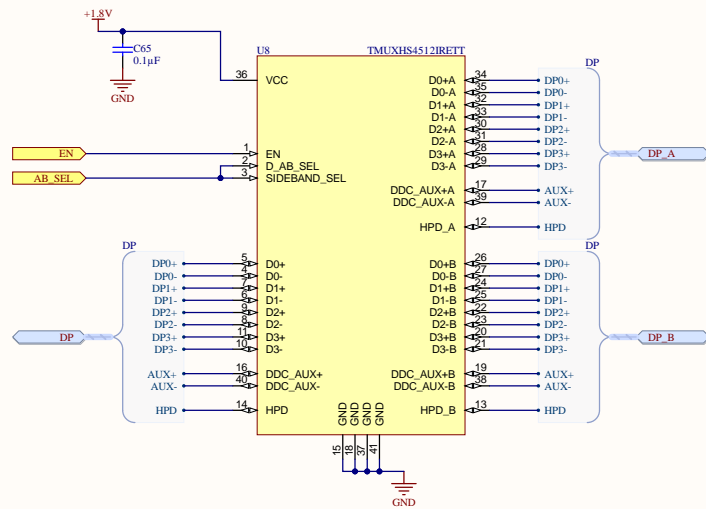 +1.8V
C65
0.1µF
GND
U8 TMUXHS4512IRETT
36 VCC
EN 1 EN
2 D_AB_SEL
AB_SEL 3 SIDEBAND_SEL
DP
D0+A 34 DP0+
D0-A 35 DP0-
D1+A 32 DP1+
D1-A 33 DP1-
D2+A 30 DP2+
D2-A 31 DP2-
D3+A 28 DP3+ DP_A
D3-A 29 DP3-
DDC_AUX+A 17 AUX+
DDC_AUX-A 39 AUX-
HPD_A 12 HPD
DP
DP0+ 5 D0+
DP0- 4 D0-
DP1+ 7 D1+
DP1- 6 D1-
DP2+ 9 D2+
DP2- 8 D2-
DP DP3+ 11 D3+
DP3- 10 D3-
AUX+ 16 DDC_AUX+
AUX- 40 DDC_AUX-
HPD 14 HPD
DP
D0+B 26 DP0+
D0-B 27 DP0-
D1+B 24 DP1+
D1-B 25 DP1-
D2+B 22 DP2+
D2-B 23 DP2-
D3+B 20 DP3+ DP_B
D3-B 21 DP3-
DDC_AUX+B 19 AUX+
DDC_AUX-B 38 AUX-
HPD_B 13 HPD
GND GND GND GND
15 18 37 41
GND